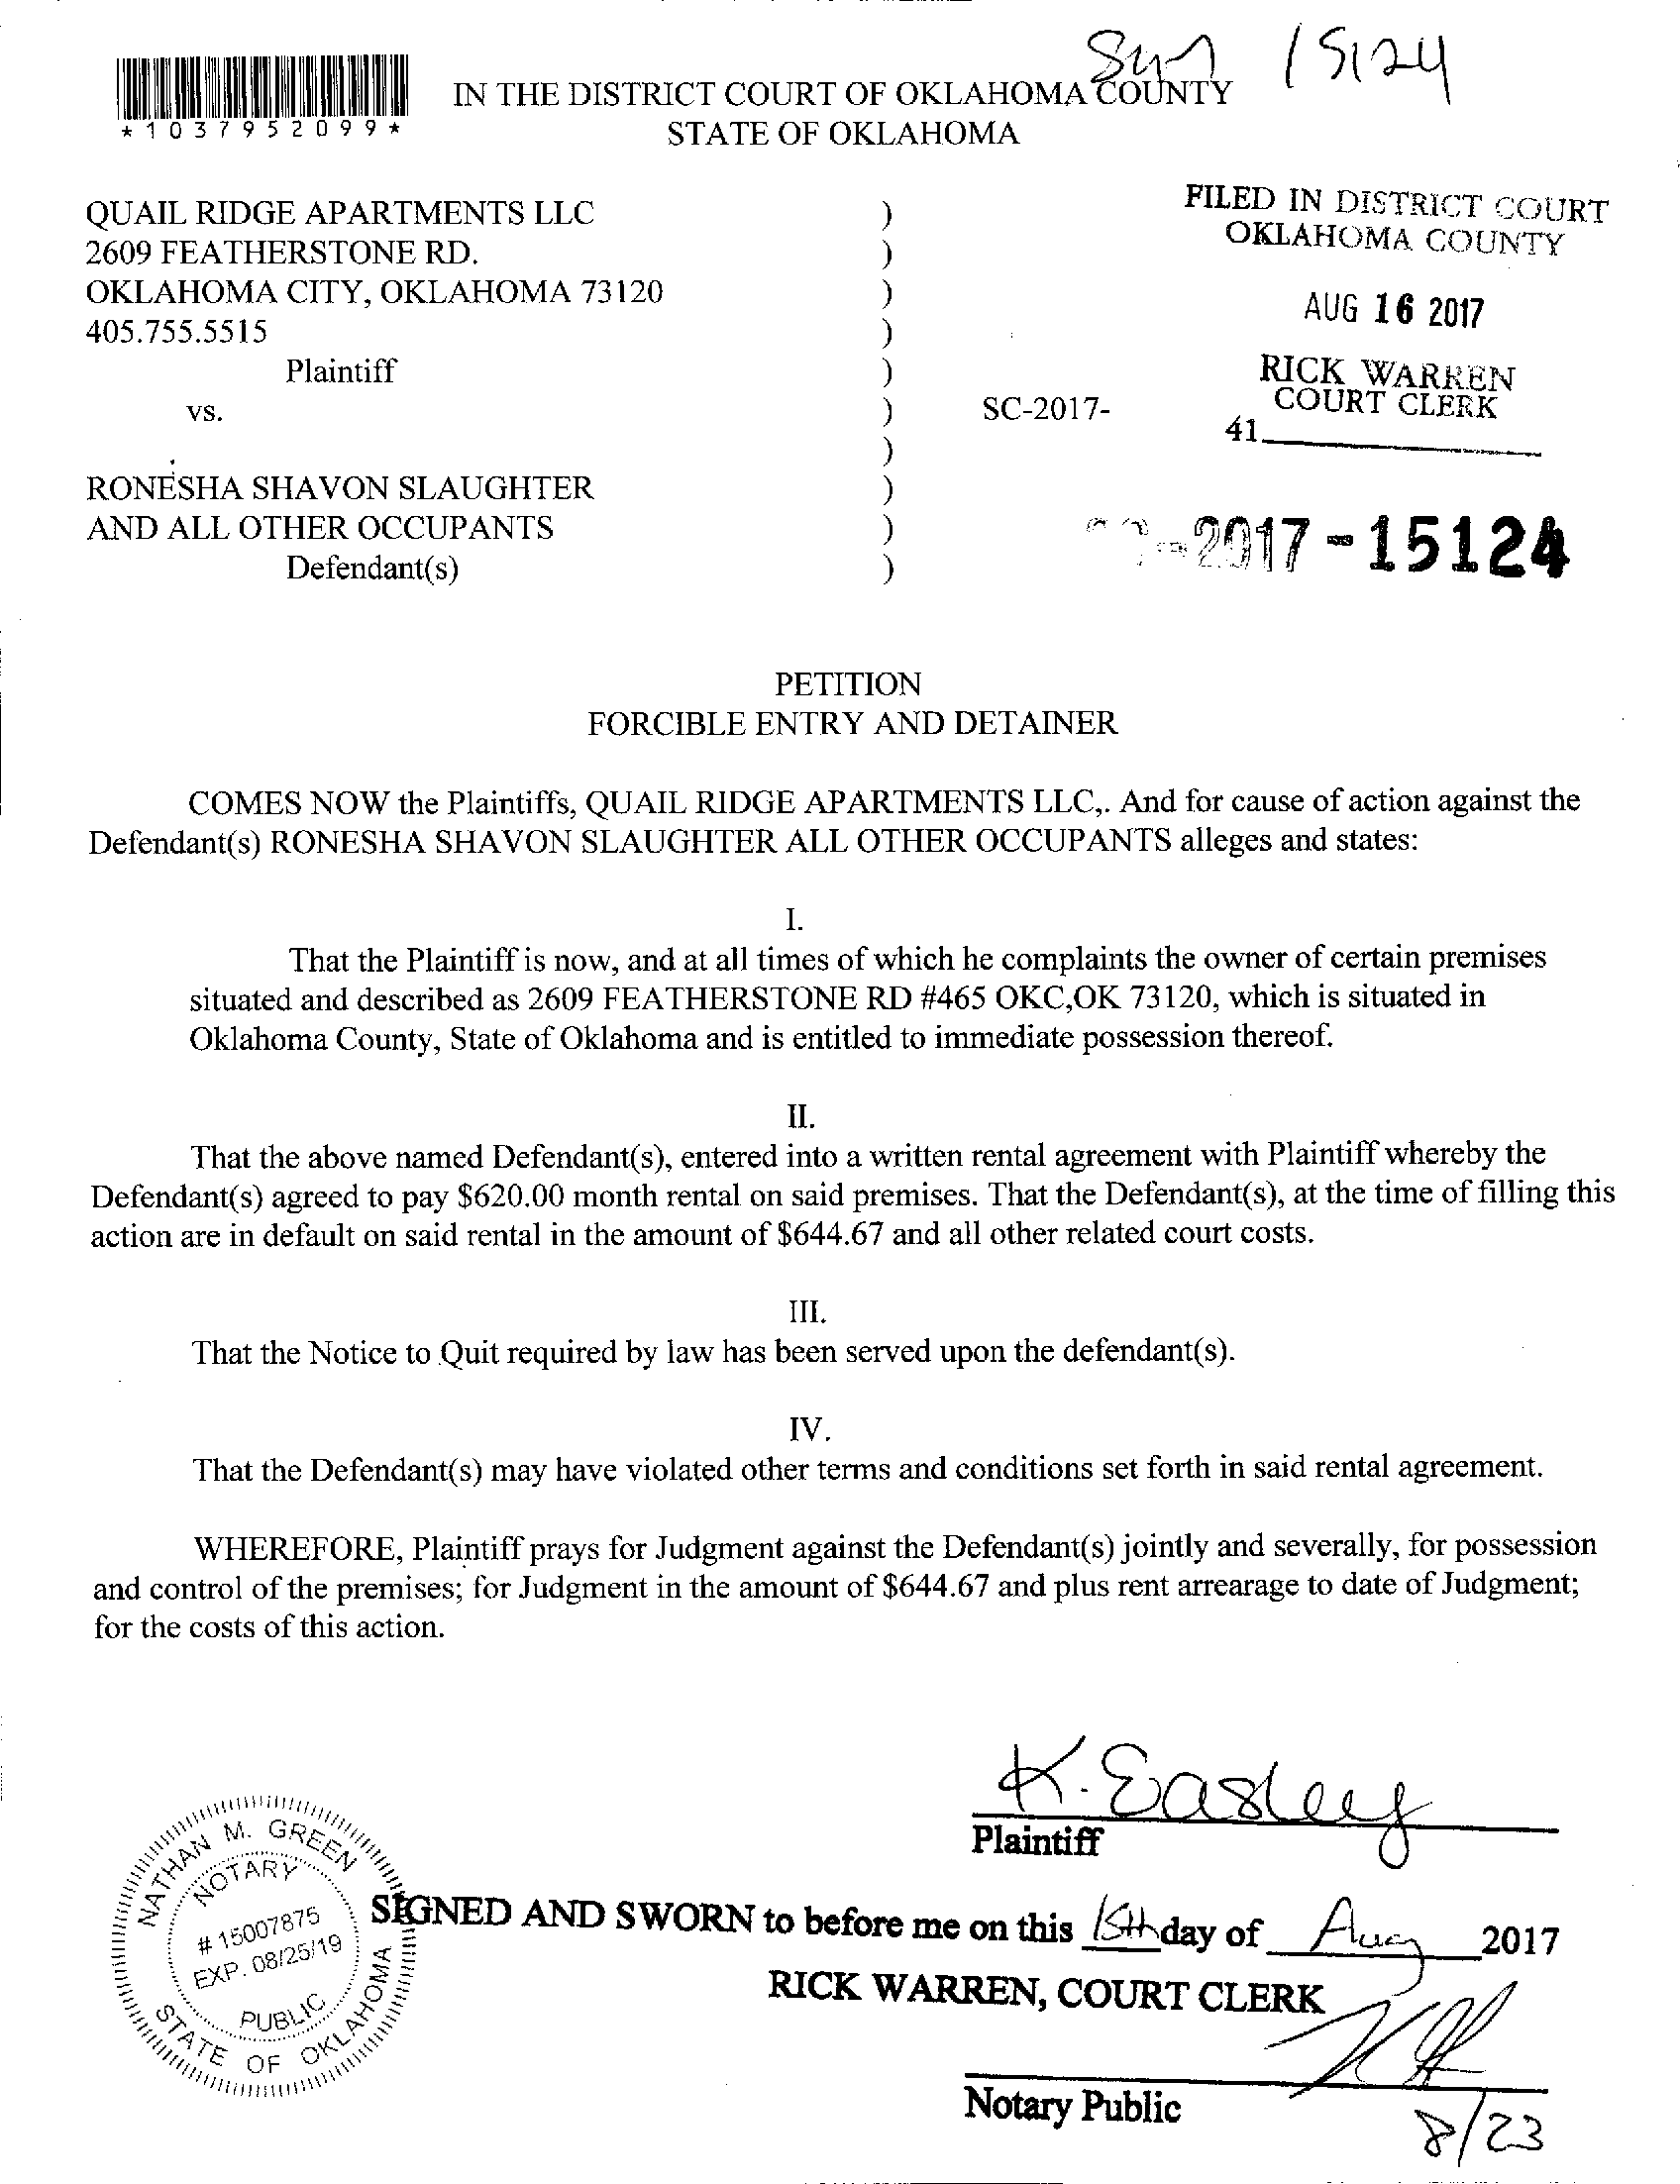 15124
*1037952099*
IN THE DISTRICT COURT OF OKLAHOMA COUNTY
STATE OF OKLAHOMA
QUAIL RIDGE APARTMENTS LLC )
2609 FEATHERSTONE RD. )
OKLAHOMA CITY, OKLAHOMA 73120 )
405.755.5515 )
Plaintiff )
vs. ) SC-2017-
)
RONESHA SHAVON SLAUGHTER )
AND ALL OTHER OCCUPANTS )
Defendant(s) )
FILED IN DISTRICT COURT
OKLAHOMA COUNTY
AUG 16 2017
RICK WARREN
COURT CLERK
41
-2017-15124
PETITION
FORCIBLE ENTRY AND DETAINER
COMES NOW the Plaintiffs, QUAIL RIDGE APARTMENTS LLC,. And for cause of action against the
Defendant(s) RONESHA SHAVON SLAUGHTER ALL OTHER OCCUPANTS alleges and states:
I.
That the Plaintiff is now, and at all times of which he complaints the owner of certain premises
situated and described as 2609 FEATHERSTONE RD #465 OKC,OK 73120, which is situated in
Oklahoma County, State of Oklahoma and is entitled to immediate possession thereof.
II.
That the above named Defendant(s), entered into a written rental agreement with Plaintiff whereby the
Defendant(s) agreed to pay $620.00 month rental on said premises. That the Defendant(s), at the time of filling this
action are in default on said rental in the amount of $644.67 and all other related court costs.
III.
That the Notice to Quit required by law has been served upon the defendant(s).
IV.
That the Defendant(s) may have violated other terms and conditions set forth in said rental agreement.
WHEREFORE, Plaintiff prays for Judgment against the Defendant(s) jointly and severally, for possession
and control of the premises; for Judgment in the amount of $644.67 and plus rent arrearage to date of Judgment;
for the costs of this action.
K. Easley
Plaintiff
NATHAN M. GREEN
NOTARY
# 15007875
EXP. 08/25/19
PUBLIC
STATE OF OKLAHOMA
SIGNED AND SWORN to before me on this 15th day of Aug 2017
RICK WARREN, COURT CLERK
Notary Public
8/23